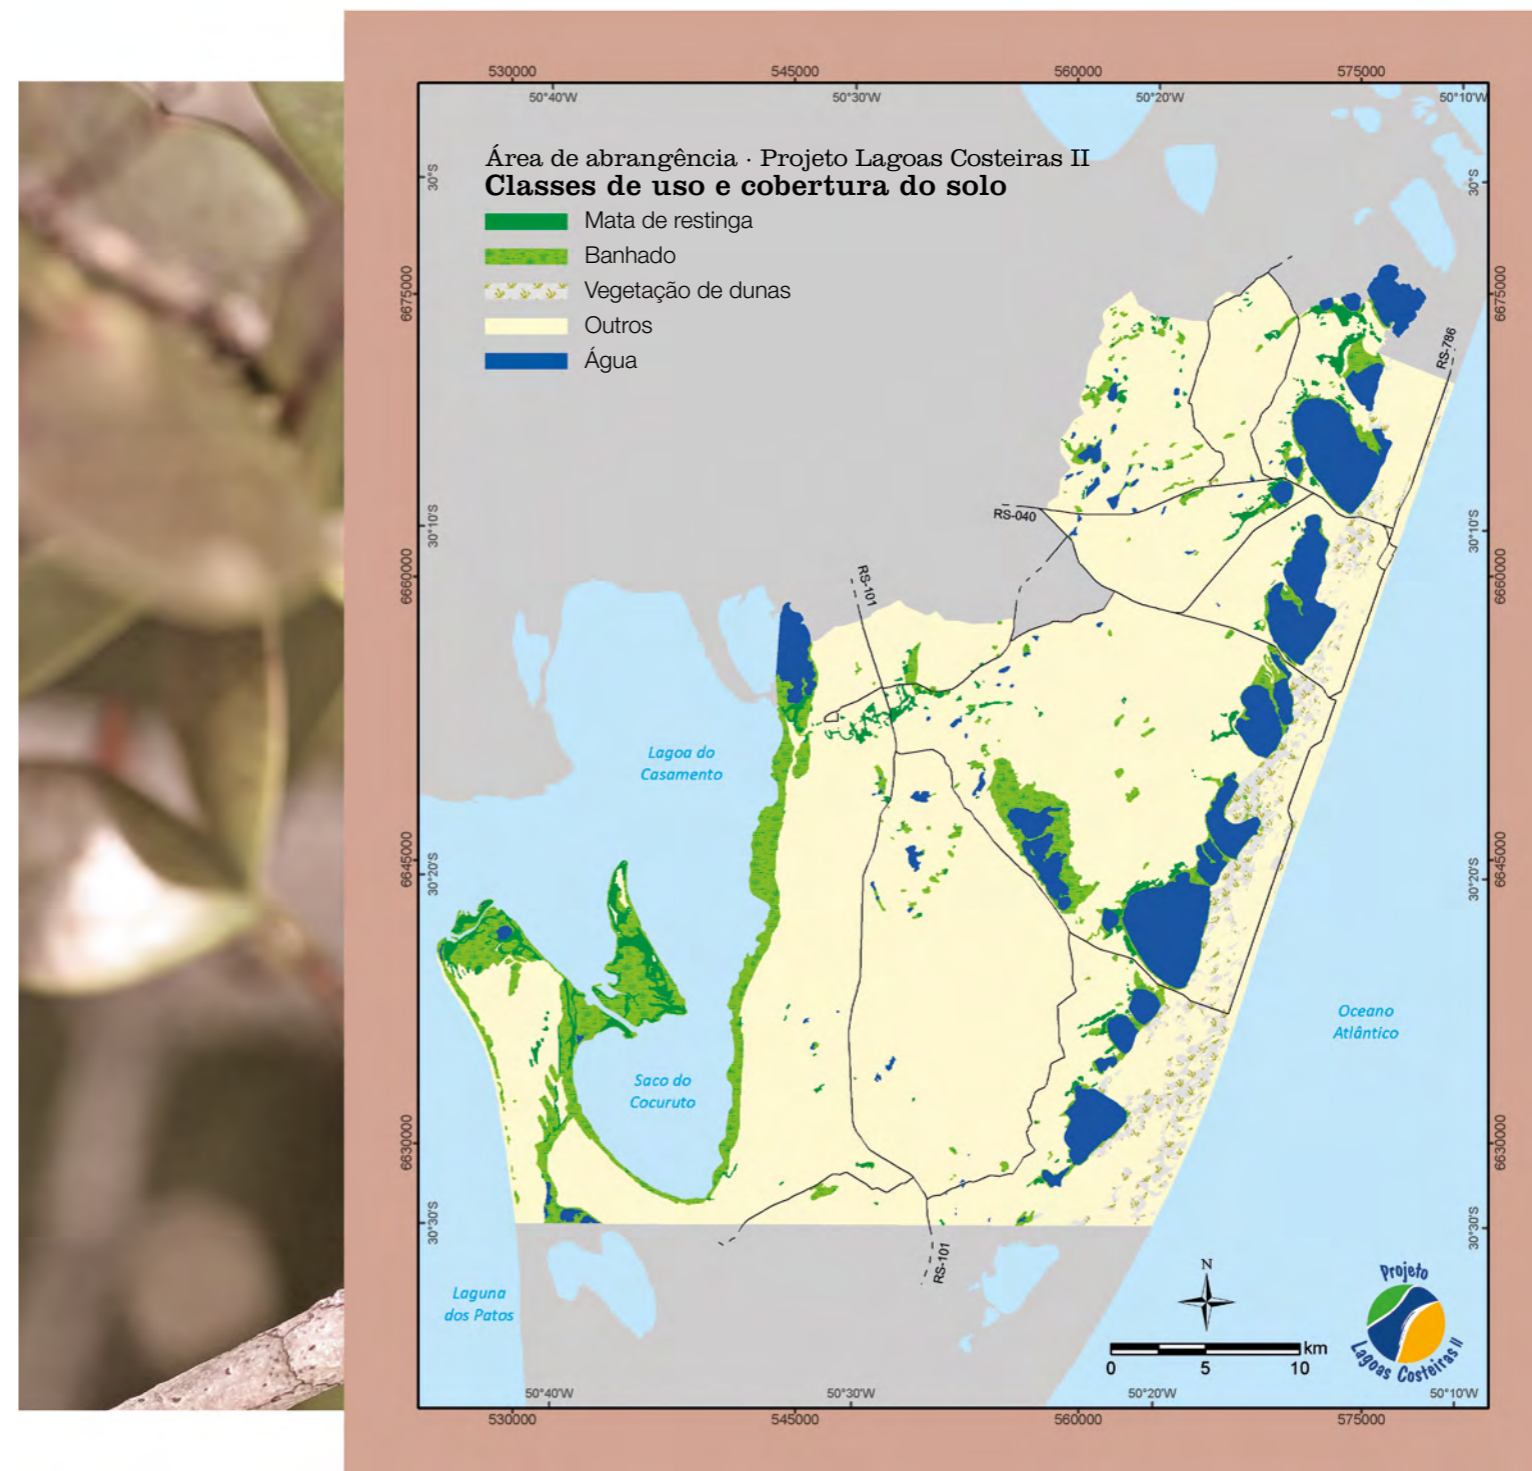 530000 545000 560000 575000
50°40'W 50°30'W 50°20'W 50°10'W
Área de abrangência · Projeto Lagoas Costeiras II
Classes de uso e cobertura do solo
Mata de restinga
Banhado
Vegetação de dunas
Outros
Água
30°S
30°S
6675000
6675000
RS-786
RS-040
30°10'S
30°10'S
RS-101
6660000
6660000
Lagoa do
Casamento
6645000
6645000
30°20'S
30°20'S
Oceano
Atlântico
Saco do
Cocuruto
6630000
6630000
30°30'S
30°30'S
RS-101
Laguna
dos Patos
N
km
0 5 10
Projeto
Lagoas Costeiras II
50°40'W 50°30'W 50°20'W 50°10'W
530000 545000 560000 575000